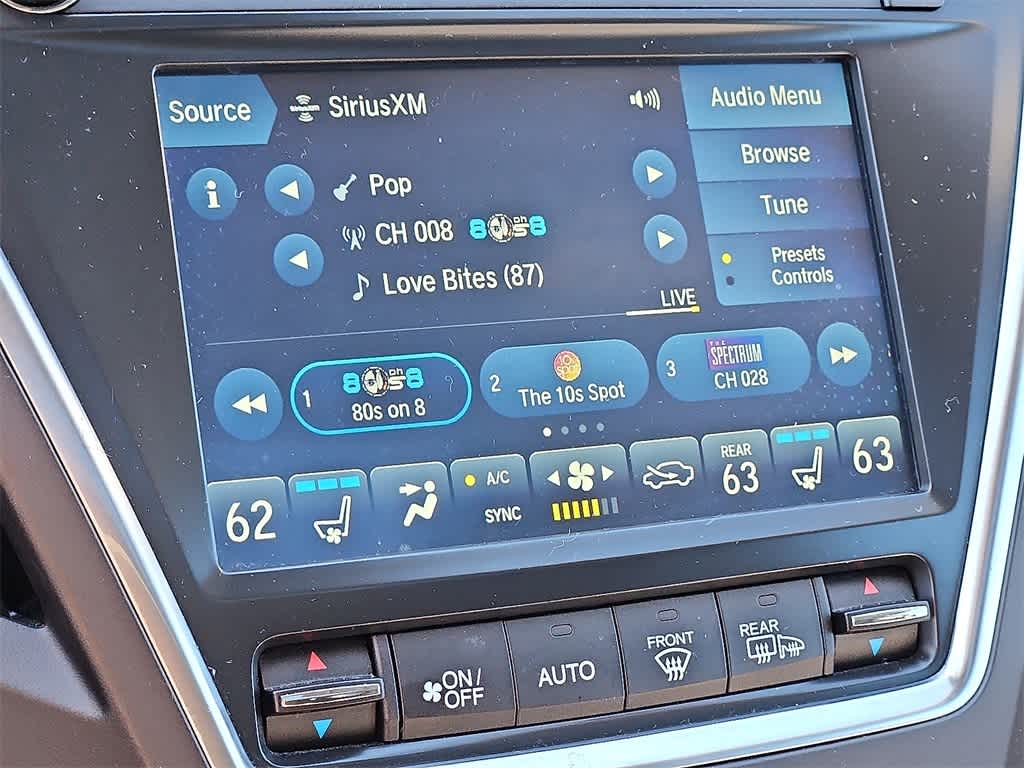 Source
SiriusXM
Audio Menu
i
Pop
Browse
CH 008
Tune
Love Bites (87)
Presets
Controls
LIVE
1
80s on 8
2
10s
spot
The 10s Spot
3
THE
SPECTRUM
CH 028
62
A/C
SYNC
REAR
63
63
ON/
OFF
AUTO
FRONT
REAR